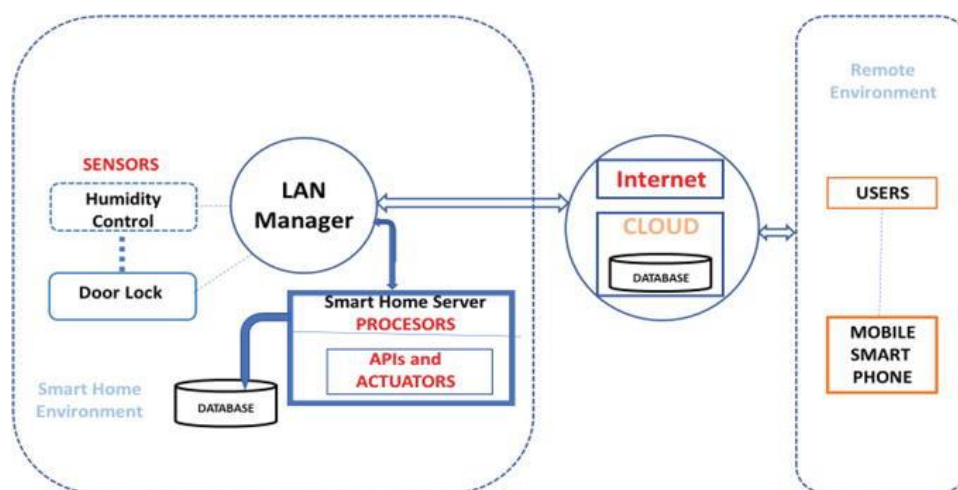 SENSORS
Humidity
Control
Door Lock
LAN
Manager
Smart Home Server
PROCESORS
APIs and
ACTUATORS
DATABASE
Smart Home
Environment
Internet
CLOUD
DATABASE
Remote
Environment
USERS
MOBILE
SMART
PHONE